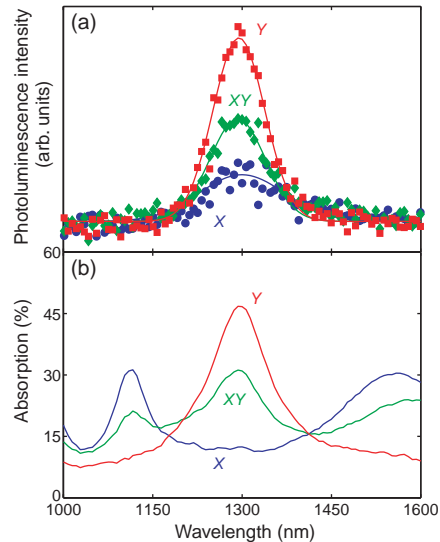 (a)
Y
XY
X
Photoluminescence intensity
(arb. units)
60
(b)
Y
XY
X
45
30
15
0
Absorption (%)
1000 1150 1300 1450 1600
Wavelength (nm)